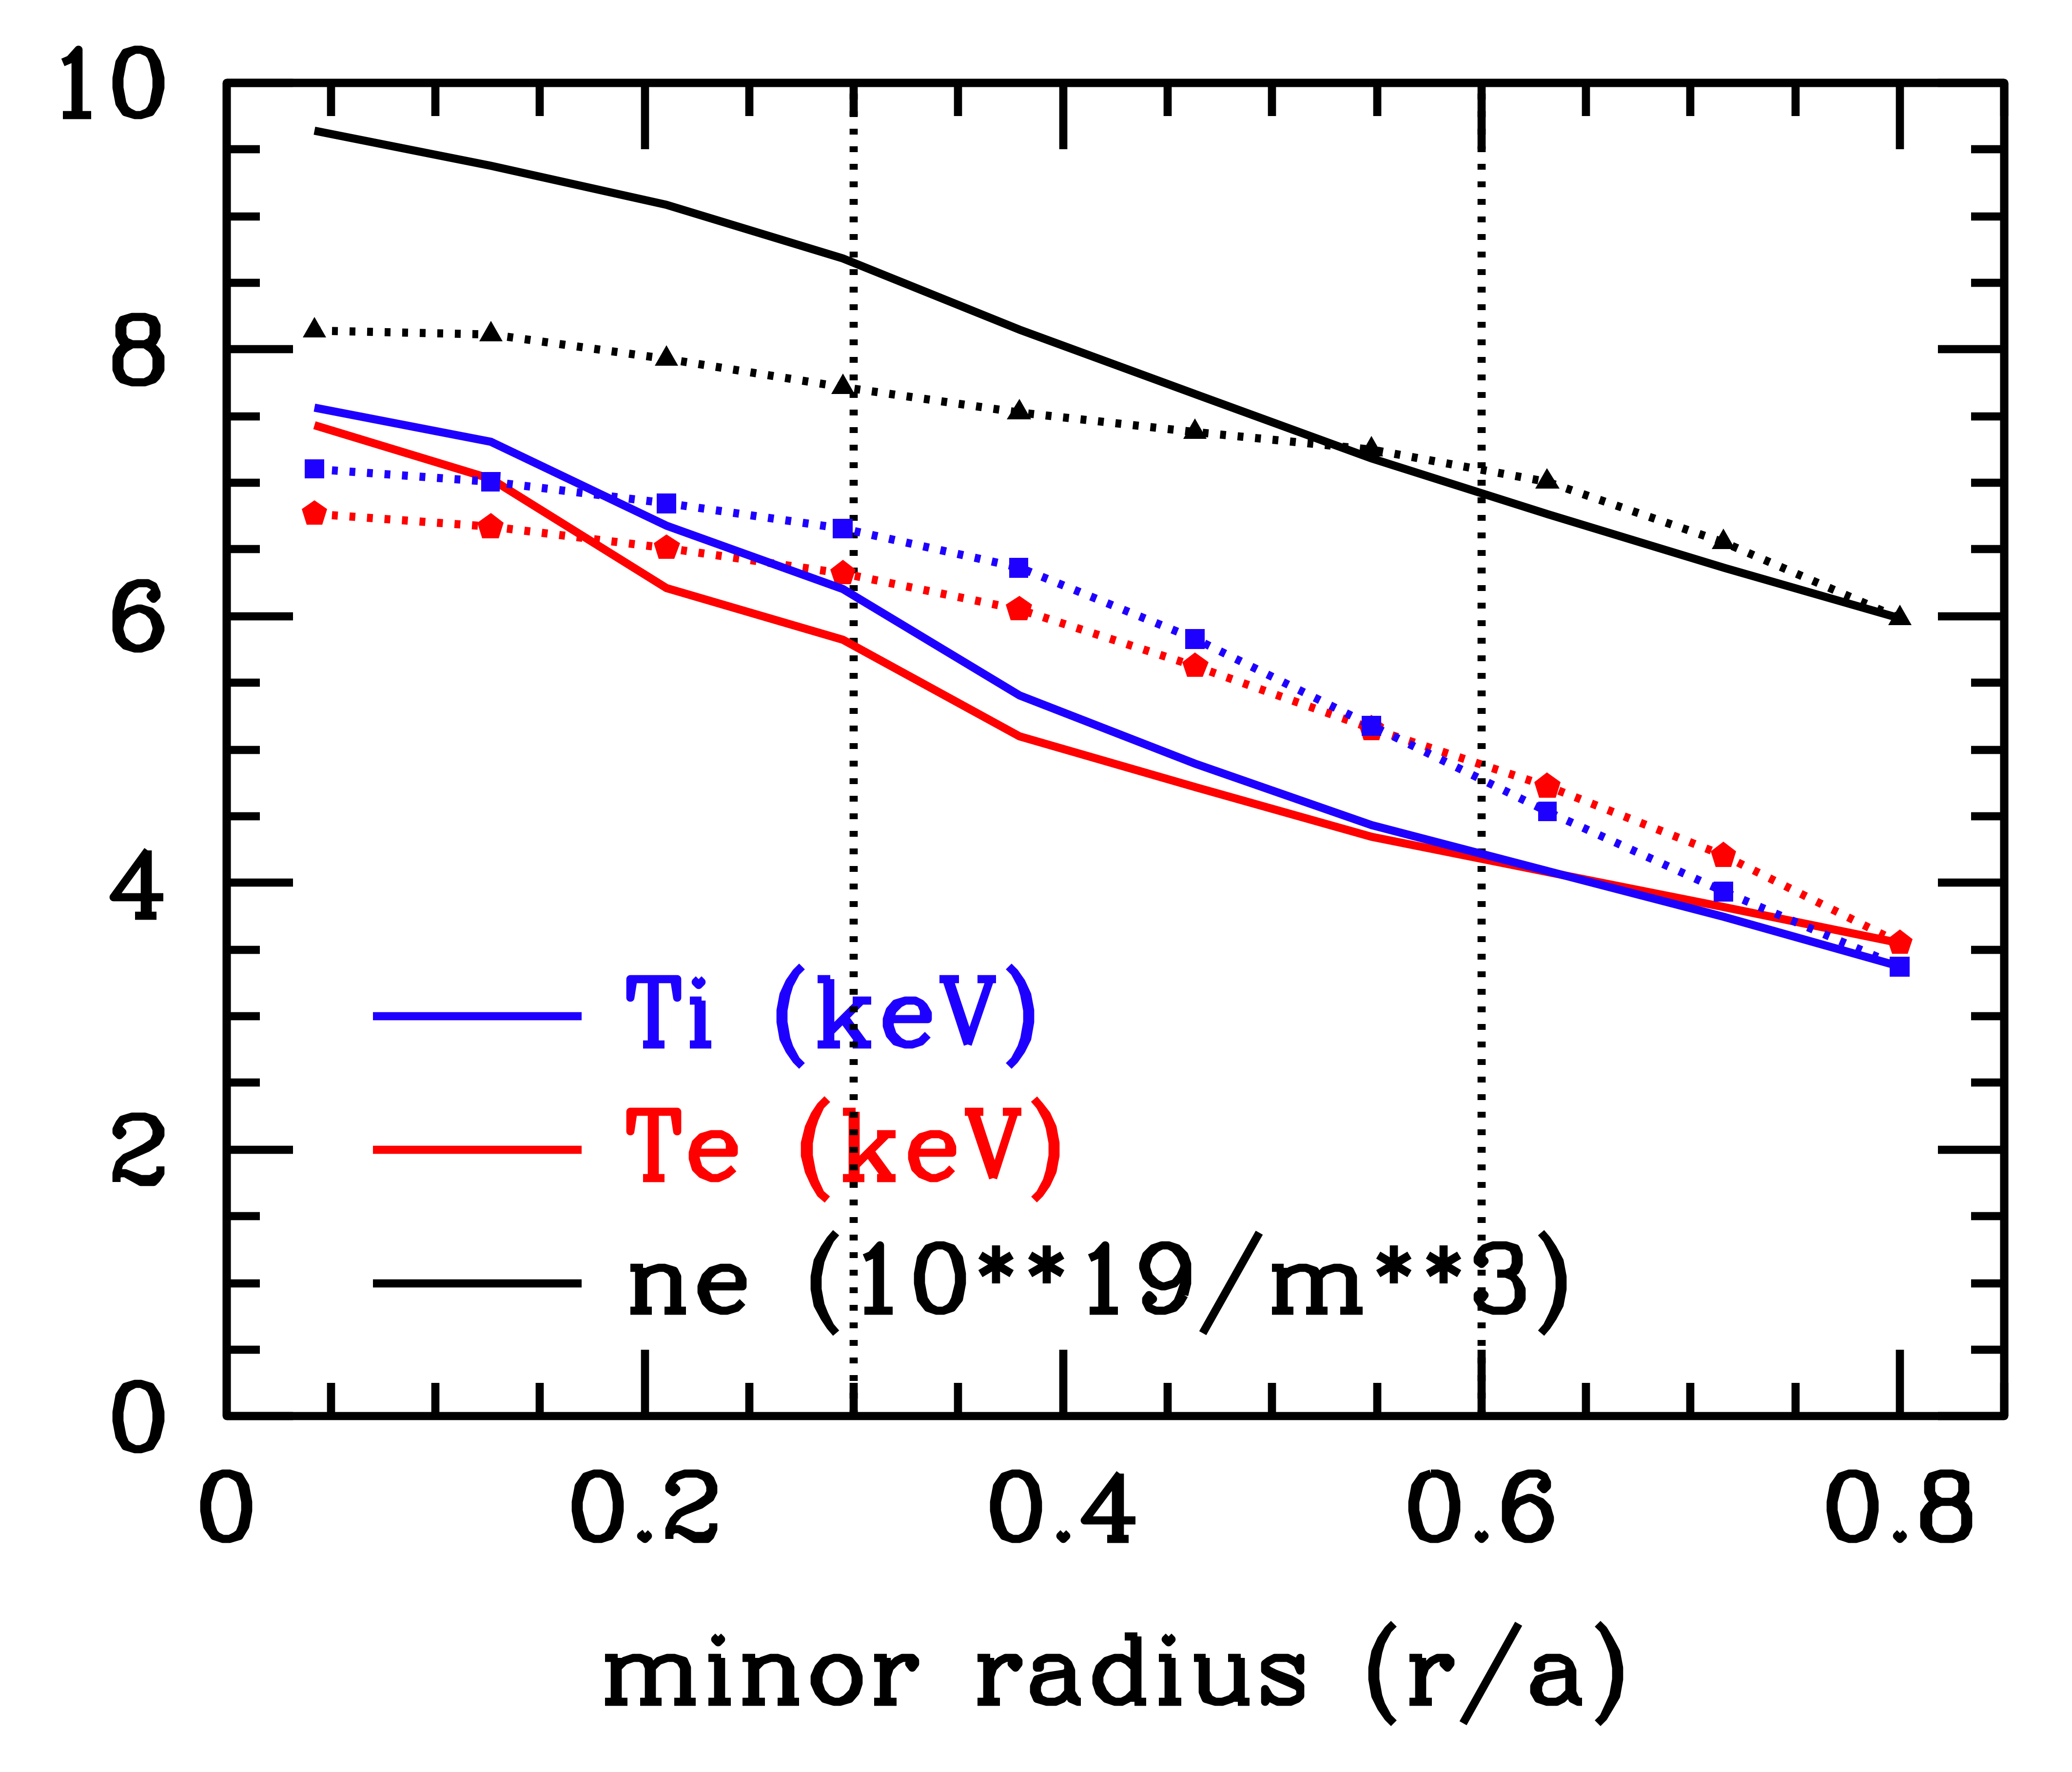 10
8
6
4
2
0
Ti (keV)
Te (keV)
ne (10**19/m**3)
0 0.2 0.4 0.6 0.8
minor radius (r/a)